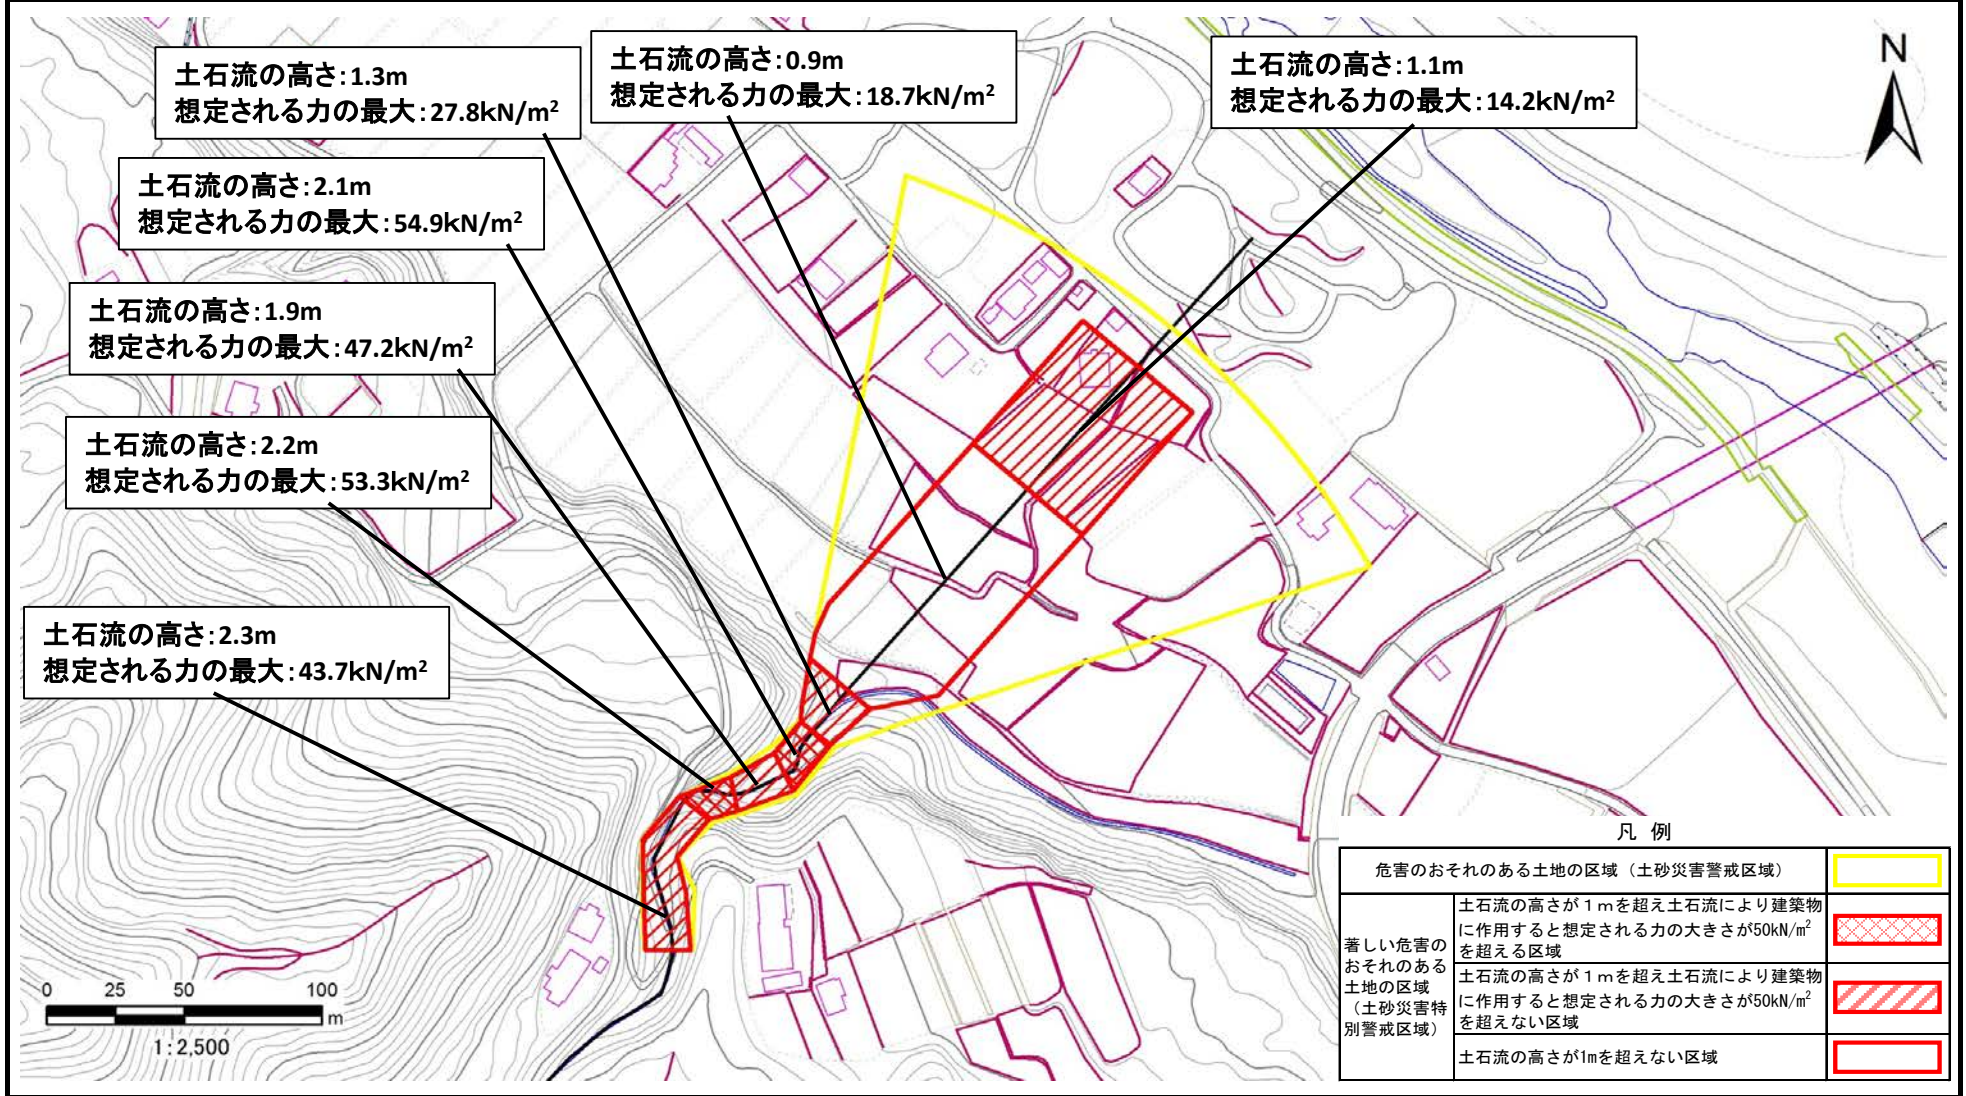 土石流の高さ:1.3m
想定される力の最大:27.8kN/m²
土石流の高さ:0.9m
想定される力の最大:18.7kN/m²
土石流の高さ:1.1m
想定される力の最大:14.2kN/m²
N
土石流の高さ:2.1m
想定される力の最大:54.9kN/m²
土石流の高さ:1.9m
想定される力の最大:47.2kN/m²
土石流の高さ:2.2m
想定される力の最大:53.3kN/m²
土石流の高さ:2.3m
想定される力の最大:43.7kN/m²
0 25 50 100
m
1:2,500
凡 例
危害のおそれのある土地の区域（土砂災害警戒区域）
著しい危害の
おそれのある
土地の区域
（土砂災害特
別警戒区域）
土石流の高さが１ｍを超え土石流により建築物
に作用すると想定される力の大きさが50kN/m²
を超える区域
土石流の高さが１ｍを超え土石流により建築物
に作用すると想定される力の大きさが50kN/m²
を超えない区域
土石流の高さが1mを超えない区域